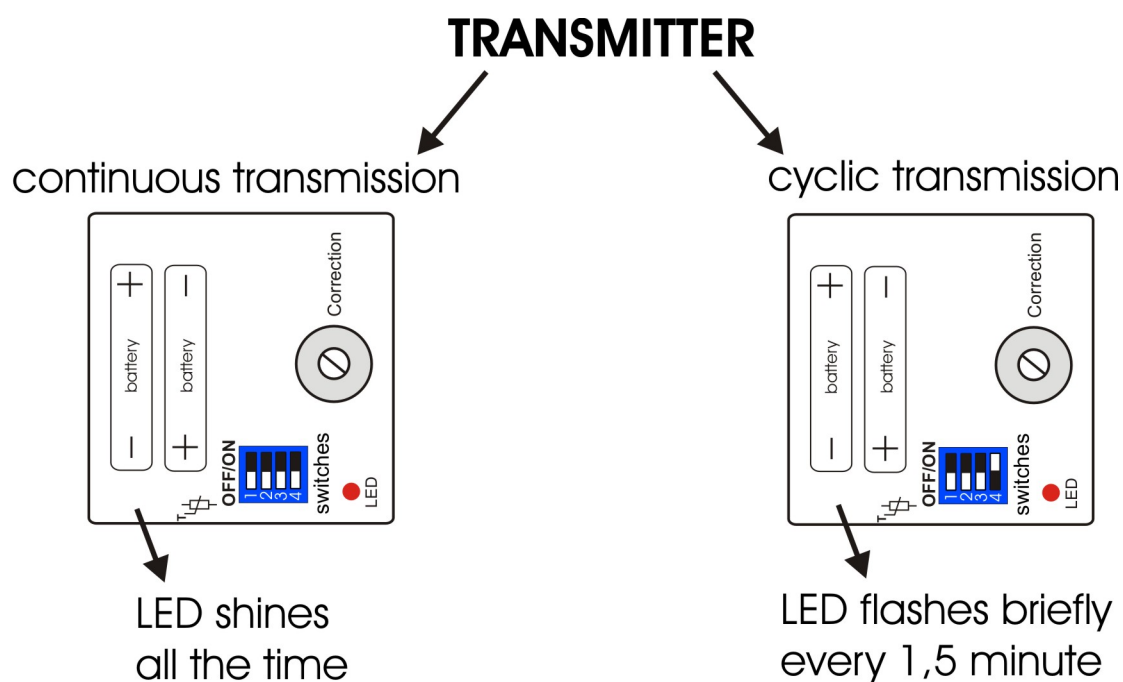 TRANSMITTER
continuous transmission
+ battery -
- battery +
Correction
OFF/ON
1 2 3 4
switches
LED
T
LED shines
all the time
cyclic transmission
+ battery -
- battery +
Correction
OFF/ON
1 2 3 4
switches
LED
T
LED flashes briefly
every 1,5 minute